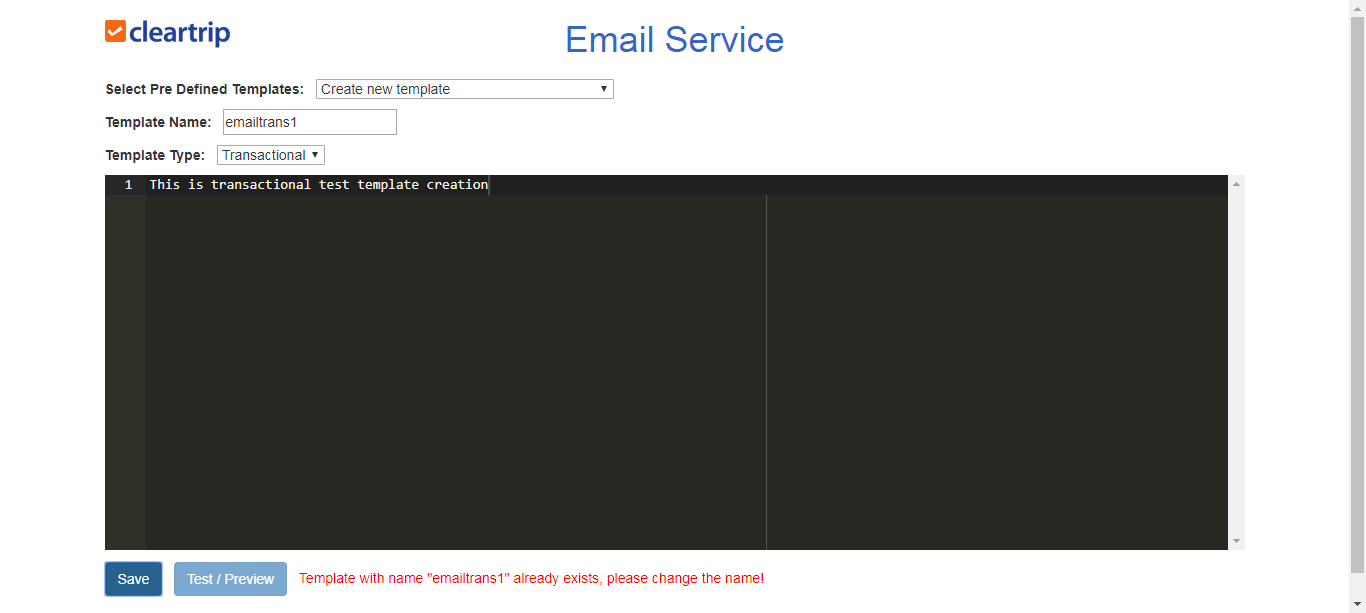 cleartrip
Email Service
Select Pre Defined Templates: Create new template
Template Name: emailtrans1
Template Type: Transactional
1 This is transactional test template creation
Save Test / Preview Template with name "emailtrans1" already exists, please change the name!